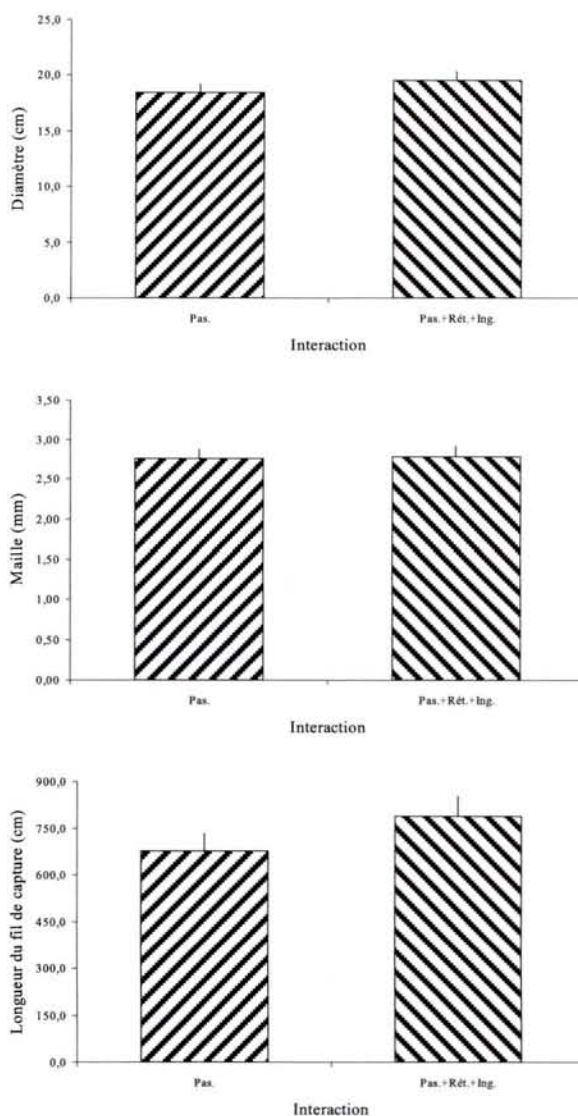 25,0
20,0
15,0
10,0
5,0
0,0
Diamètre (cm)
Pas.
Pas.+Rét.+Ing.
Interaction
3,50
3,00
2,50
2,00
1,50
1,00
0,50
0,00
Maille (mm)
Pas.
Pas.+Rét.+Ing.
Interaction
900,0
750,0
600,0
450,0
300,0
150,0
0,0
Longueur du fil de capture (cm)
Pas.
Pas.+Rét.+Ing.
Interaction